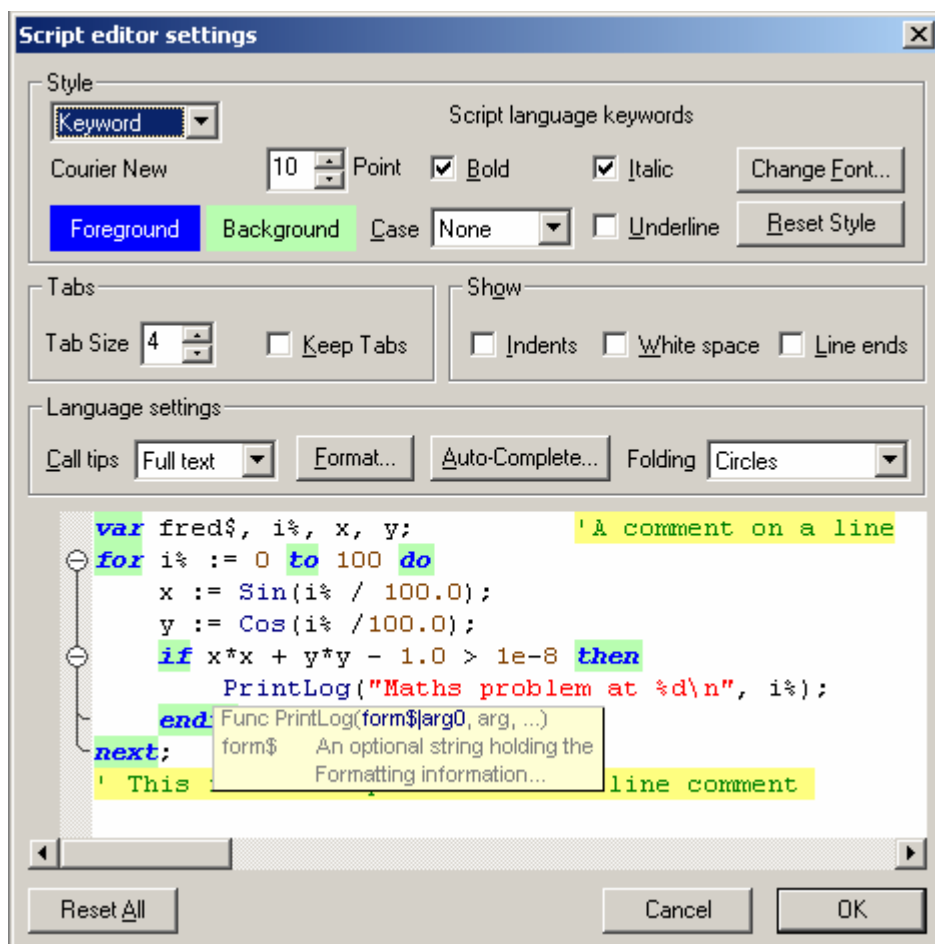 Script editor settings
Style
Keyword Script language keywords
Courier New 10 Point Bold Italic Change Font...
Foreground Background Case None Underline Reset Style
Tabs Show
Tab Size 4 Keep Tabs Indents White space Line ends
Language settings
Call tips Full text Format... Auto-Complete... Folding Circles
var fred$, i%, x, y; 'A comment on a line
for i% := 0 to 100 do
x := Sin(i% / 100.0);
y := Cos(i% /100.0);
if x*x + y*y - 1.0 > 1e-8 then
PrintLog("Maths problem at %d\n", i%);
Func PrintLog(form$|arg0, arg, ...)
form$ An optional string holding the
next; Formatting information...
' This line comment
Reset All Cancel OK